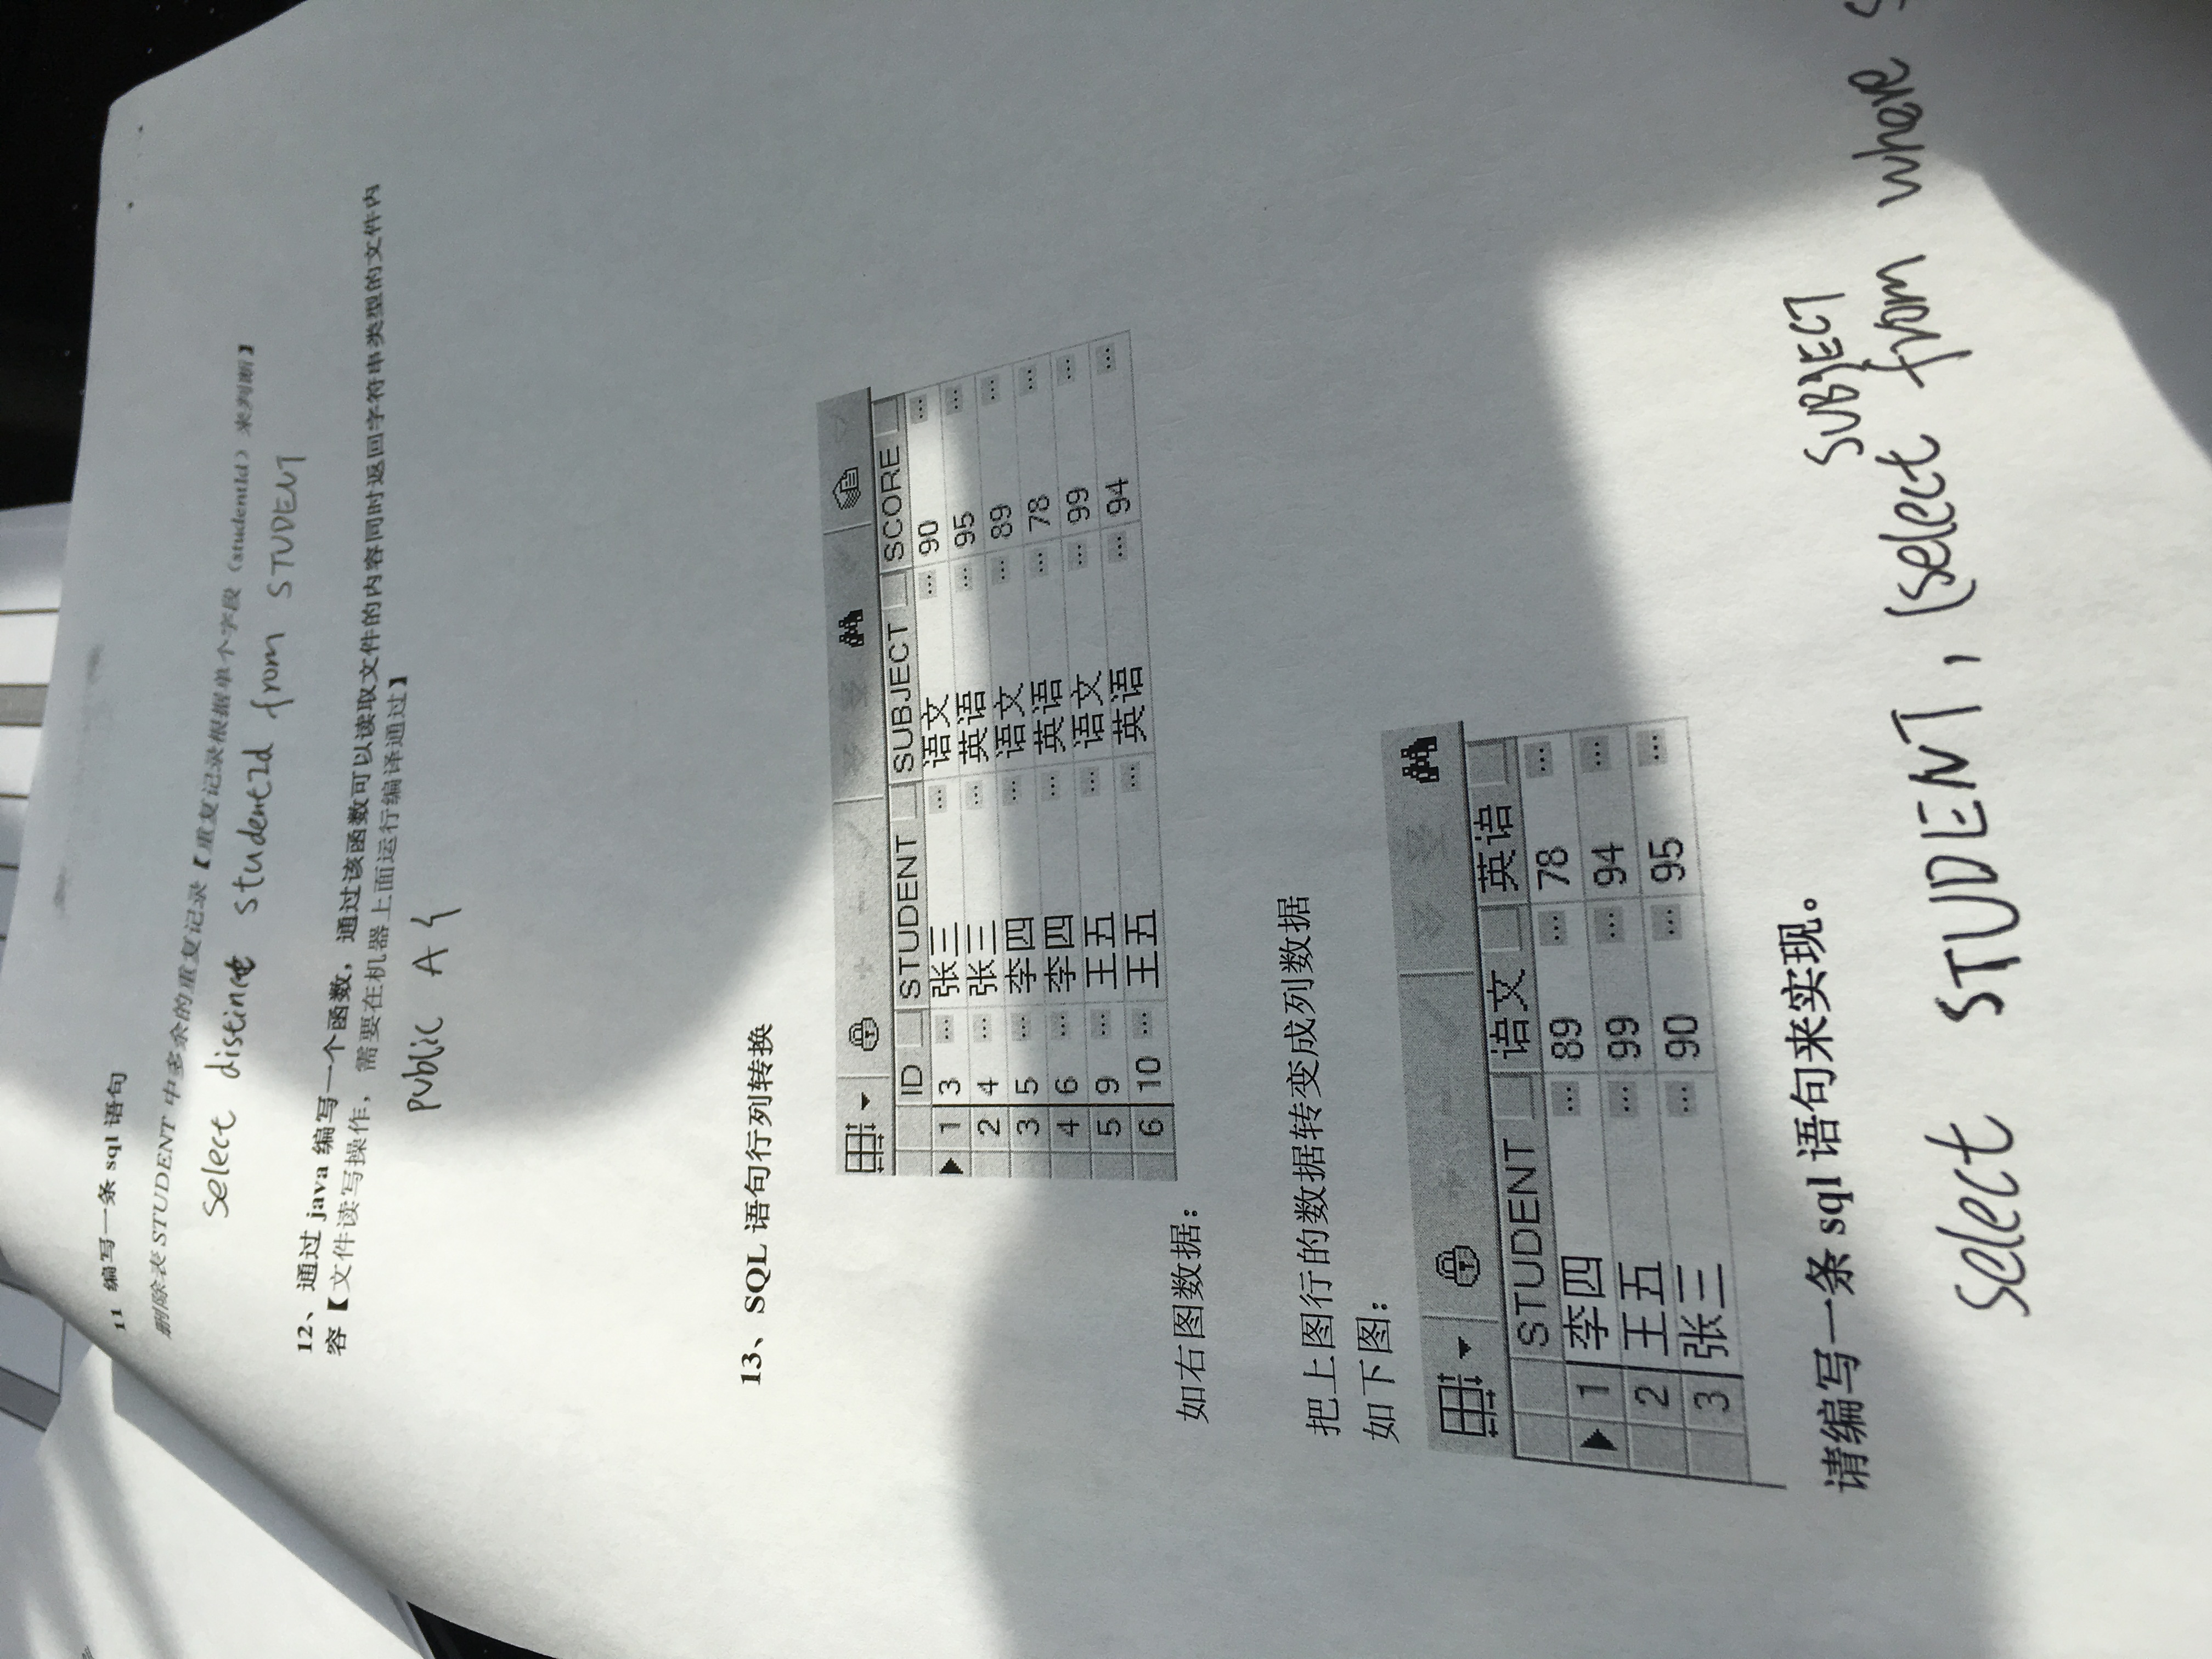 11 编写一条 sql 语句
删除表 STUDENT 中多余的重复记录【重复记录根据单个字段（studentId）来判断】
select distinct studentId from STUDENT
12、通过 java 编写一个函数，通过该函数可以读取文件的内容同时返回字符串类型的文件内
容【文件读写操作，需要在机器上面运行编译通过】
public A {
13、SQL 语句行列转换
ID STUDENT SUBJECT SCORE
1 3 ... 张三 ... 语文 ... 90 ...
2 4 ... 张三 ... 英语 ... 95 ...
3 5 ... 李四 ... 语文 ... 89 ...
4 6 ... 李四 ... 英语 ... 78 ...
5 9 ... 王五 ... 语文 ... 99 ...
6 10 ... 王五 ... 英语 ... 94 ...
如右图数据：
把上图行的数据转变成列数据
如下图：
STUDENT 语文 英语
1 李四 ... 89 ... 78 ...
2 王五 ... 99 ... 94 ...
3 张三 ... 90 ... 95 ...
请编写一条 sql 语句来实现。
SUBJECT
select STUDENT, (select from where